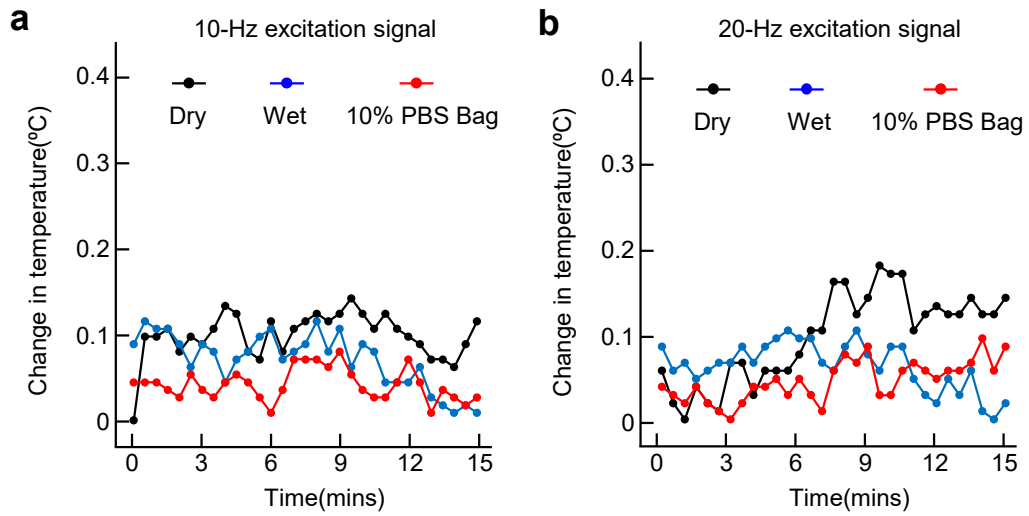 a
10-Hz excitation signal
Change in temperature(ºC)
0.4
0.3
0.2
0.1
0
Dry
Wet
10% PBS Bag
0 3 6 9 12 15
Time(mins)
b
20-Hz excitation signal
Change in temperature(ºC)
0.4
0.3
0.2
0.1
0
Dry
Wet
10% PBS Bag
0 3 6 9 12 15
Time(mins)